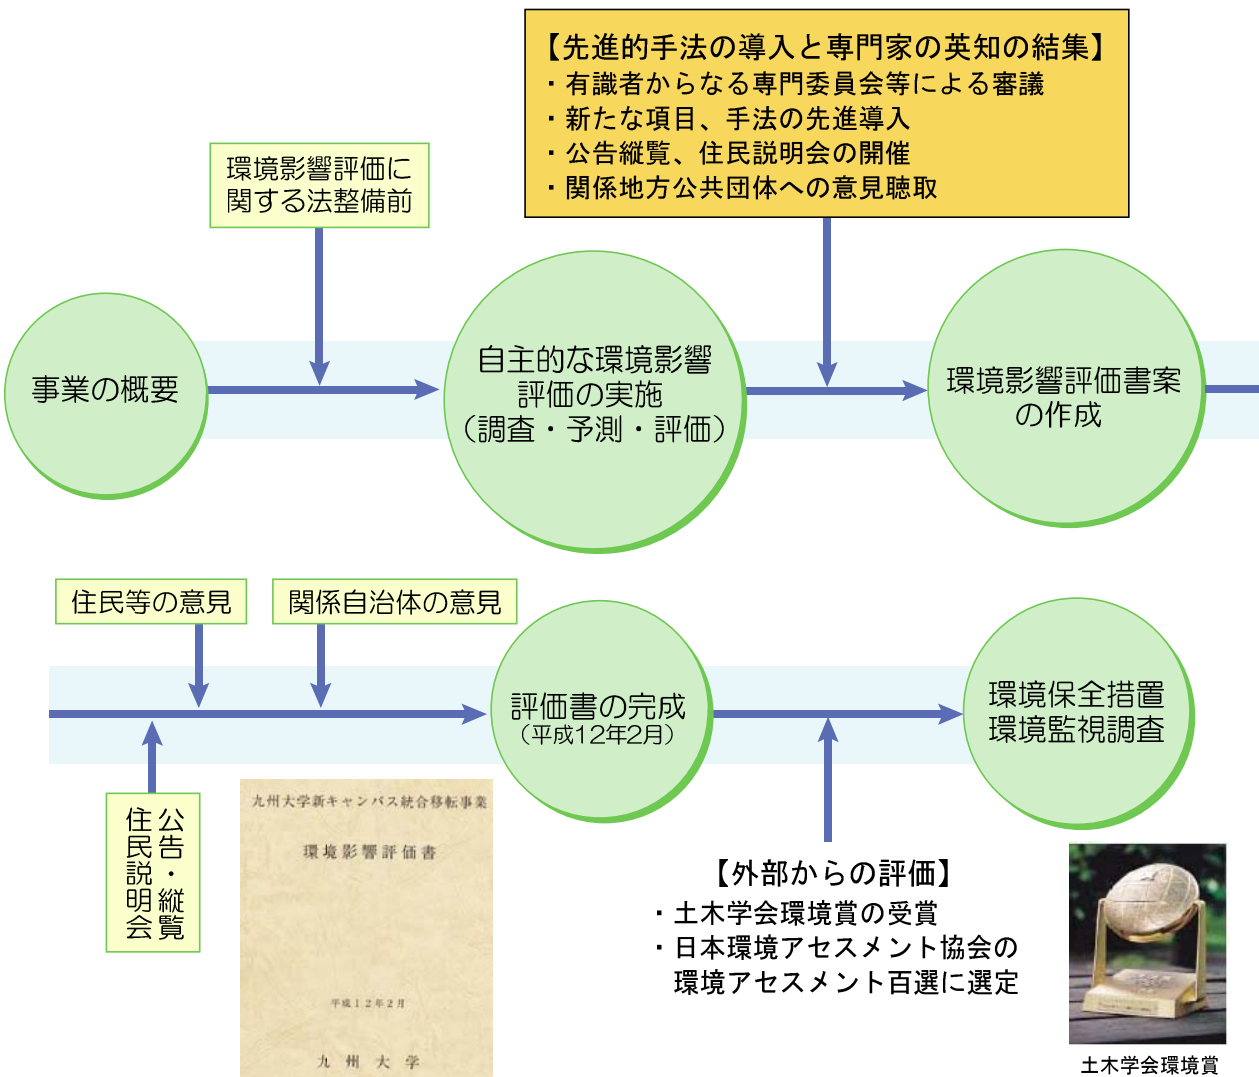 【先進的手法の導入と専門家の英知の結集】
・有識者からなる専門委員会等による審議
・新たな項目、手法の先進導入
・公告縦覧、住民説明会の開催
・関係地方公共団体への意見聴取
環境影響評価に
関する法整備前
事業の概要
自主的な環境影響
評価の実施
（調査・予測・評価）
環境影響評価書案
の作成
住民等の意見
関係自治体の意見
評価書の完成
（平成12年2月）
環境保全措置
環境監視調査
公告・縦覧
住民説明会
九州大学新キャンパス統合移転事業
環境影響評価書
平成１２年２月
九州大学
【外部からの評価】
・土木学会環境賞の受賞
・日本環境アセスメント協会の
環境アセスメント百選に選定
土木学会環境賞